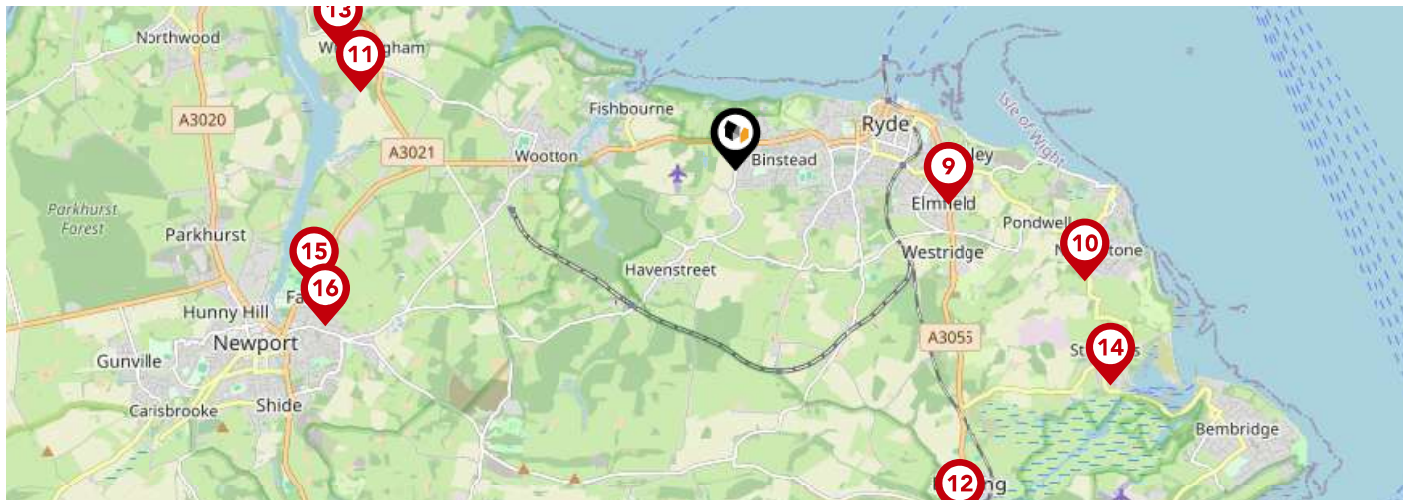 13
Northwood
11
Fishbourne
A3020
Ryde
A3021
Wootton
Binstead
9
Isle of Wight
Parkhurst
Forest
Pondwell
Parkhurst
15
Havenstreet
Westridge
10
16
Hunny Hill
Newport
A3055
14
Gunville
Carisbrooke
Shide
Bembridge
12